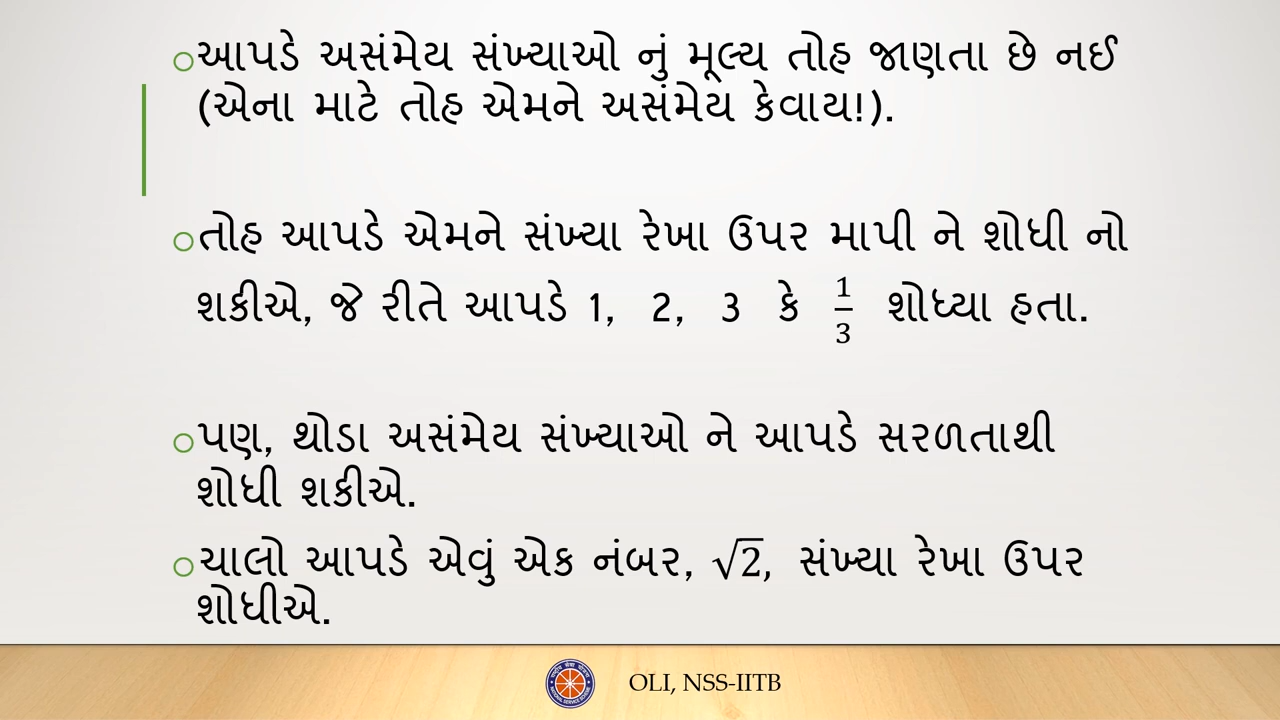 આપડે અસંમેય સંખ્યાઓ નું મૂલ્ય તોહ જાણતા છે નઈ
(એના માટે તોહ એમને અસંમેય કેવાય!).
તોહ આપડે એમને સંખ્યા રેખા ઉપર માપી ને શોધી નો
શકીએ, જે રીતે આપડે 1, 2, 3 કે 1/3 શોધ્યા હતા.
પણ, થોડા અસંમેય સંખ્યાઓ ને આપડે સરળતાથી
શોધી શકીએ.
ચાલો આપડે એવું એક નંબર, √2, સંખ્યા રેખા ઉપર
શોધીએ.
OLI, NSS-IITB